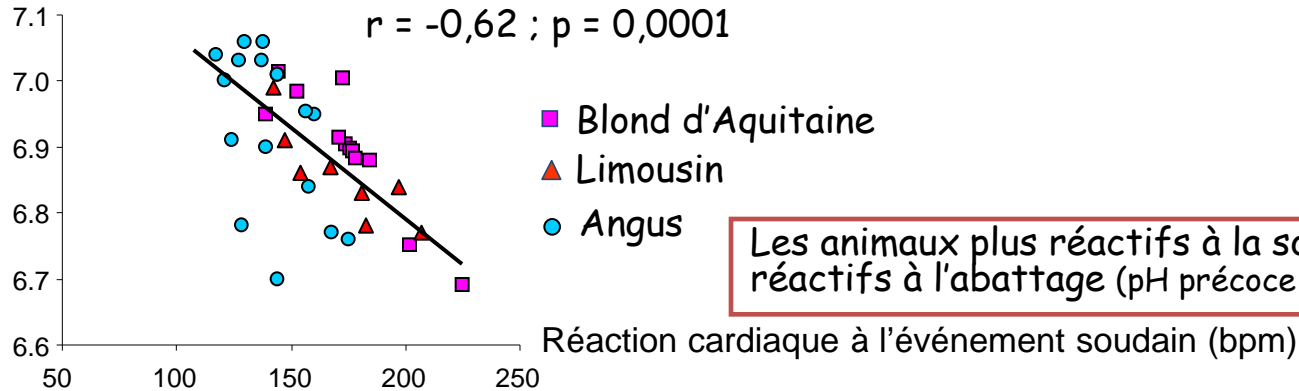 r = -0,62 ; p = 0,0001
7.1
7.0
6.9
6.8
6.7
6.6
50
100
150
200
250
Blond d'Aquitaine
Limousin
Angus
Les animaux plus réactifs à la
réactifs à l'abattage (pH précoce
Réaction cardiaque à l'événement soudain (bpm)